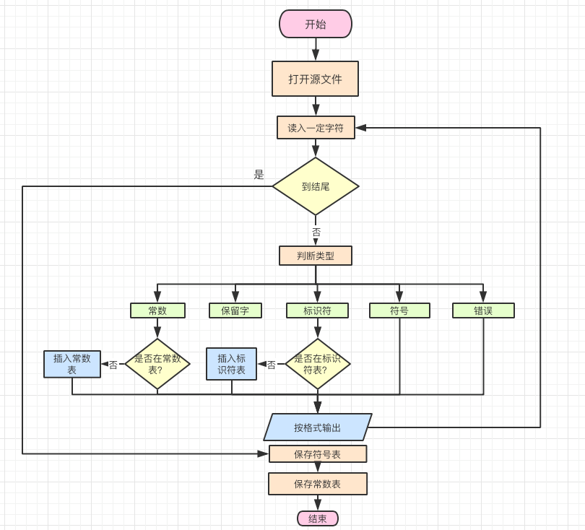 开始
打开源文件
读入一定字符
是
到结尾
否
判断类型
常数
保留字
标识符
符号
错误
插入常数
表
否
是否在常数
表?
插入标
识符表
否
是否在标识
符表?
按格式输出
保存符号表
保存常数表
结束